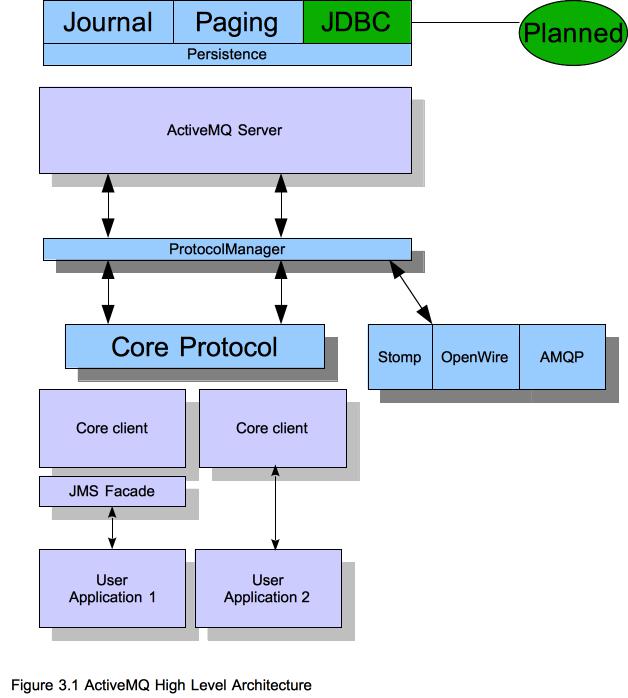 Journal
Paging
JDBC
Planned
Persistence
ActiveMQ Server
ProtocolManager
Core Protocol
Stomp
OpenWire
AMQP
Core client
Core client
JMS Facade
User
Application 1
User
Application 2
Figure 3.1 ActiveMQ High Level Architecture